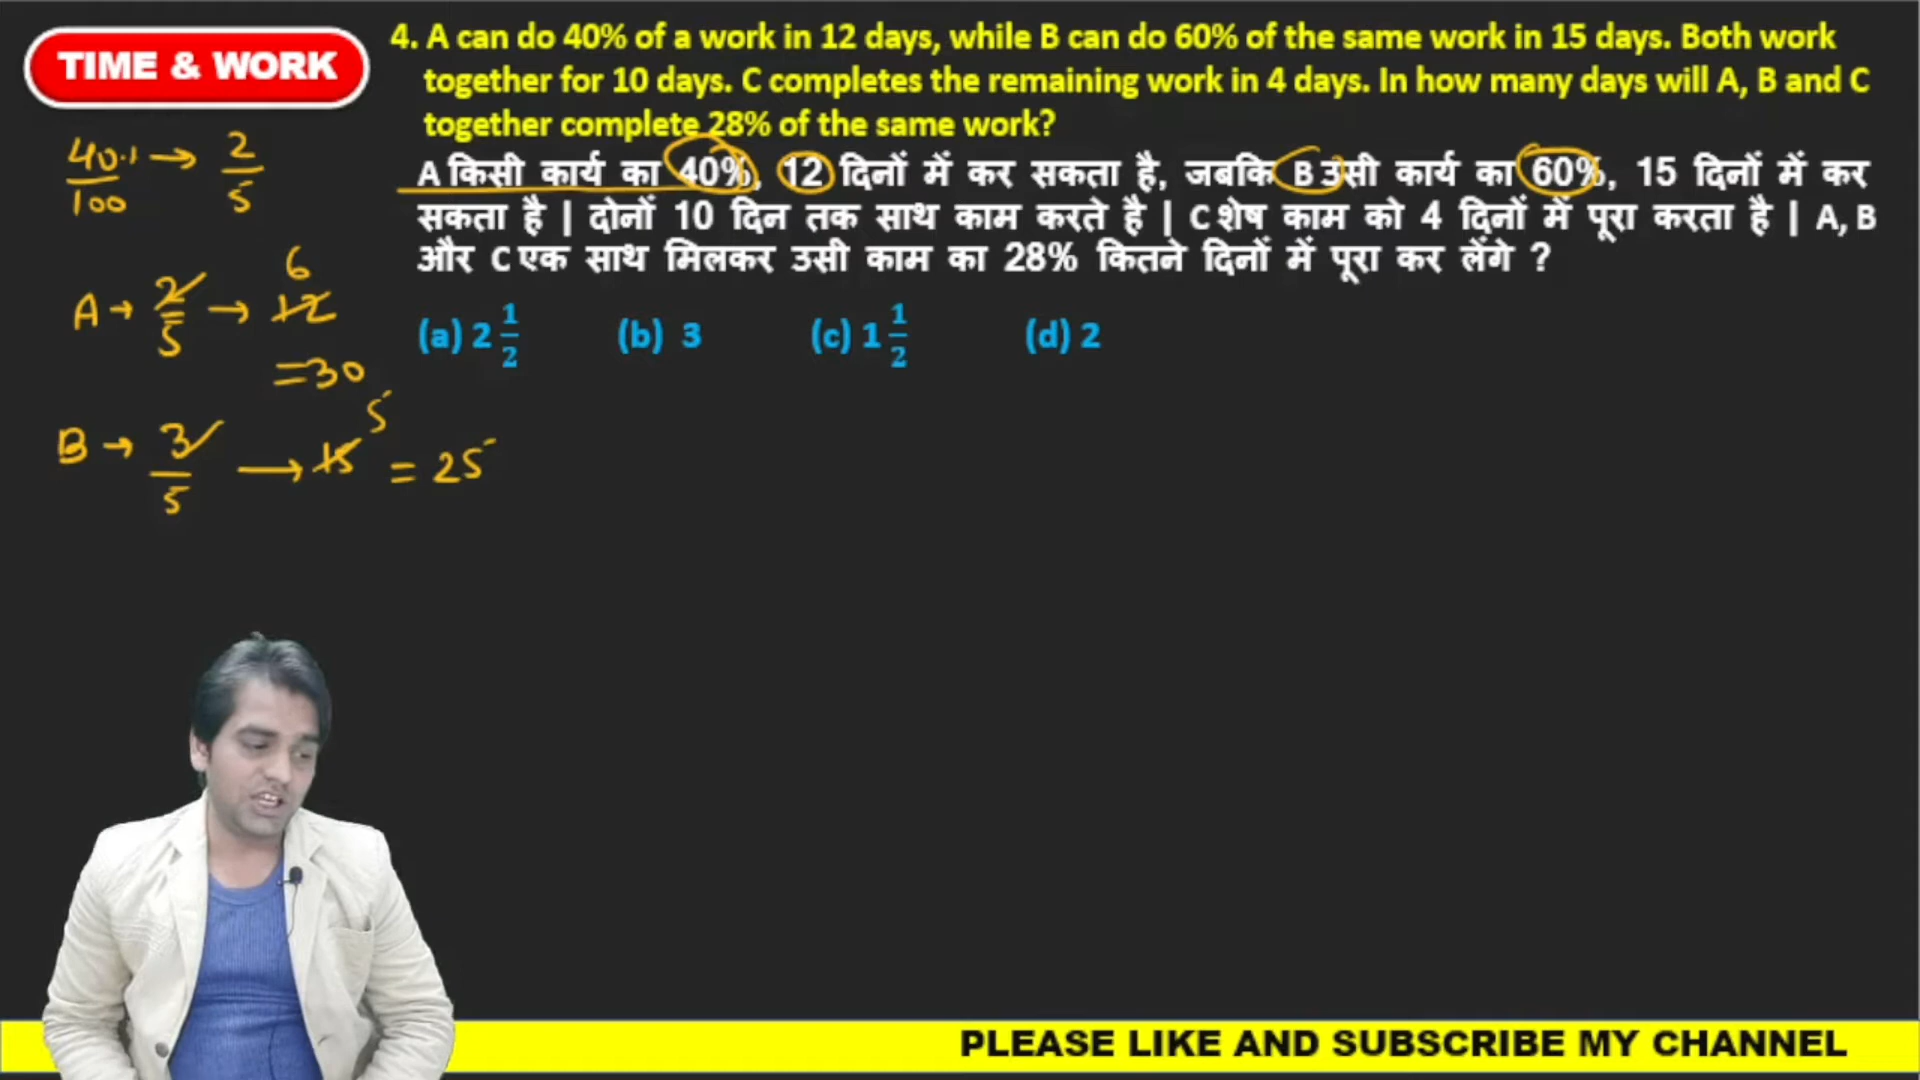 TIME & WORK
4. A can do 40% of a work in 12 days, while B can do 60% of the same work in 15 days. Both work
together for 10 days. C completes the remaining work in 4 days. In how many days will A, B and C
together complete 28% of the same work?
A किसी कार्य का 40%, 12 दिनों में कर सकता है, जबकि B उसी कार्य का 60%, 15 दिनों में कर
सकता है | दोनों 10 दिन तक साथ काम करते है | C शेष काम को 4 दिनों में पूरा करता है | A, B
और C एक साथ मिलकर उसी काम का 28% कितने दिनों में पूरा कर लेंगे ?
(a) 2 1/2 (b) 3 (c) 1 1/2 (d) 2
40%/100 → 2/5
6
A → 2/5 → 12
=30
5
B → 3/5 → 15 = 25
PLEASE LIKE AND SUBSCRIBE MY CHANNEL